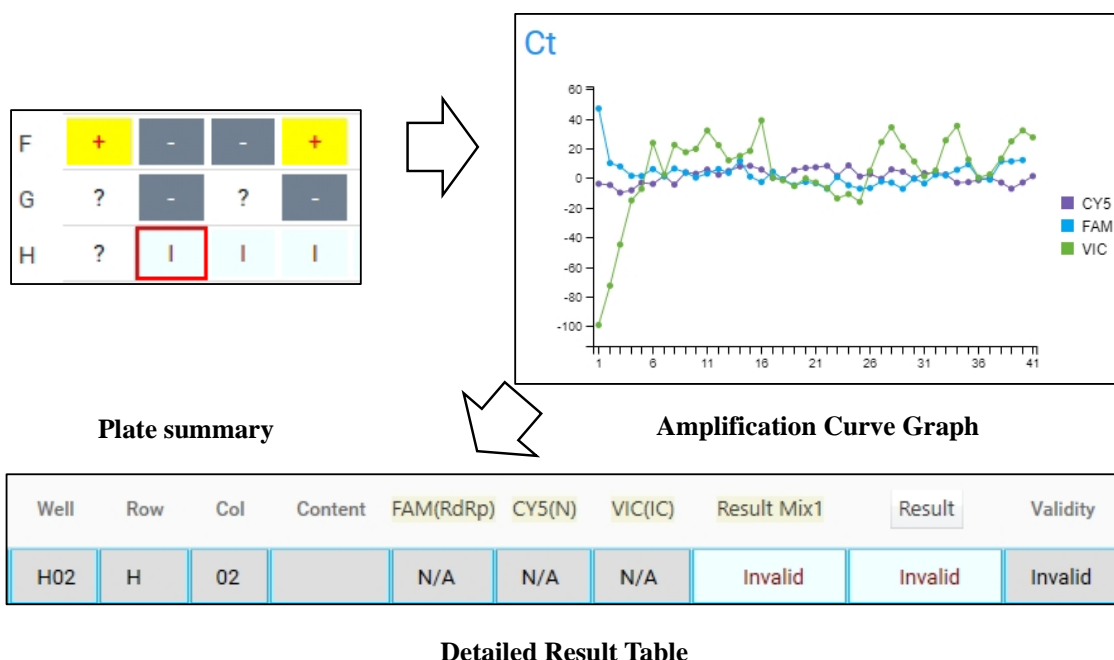 Ct
60
40
20
0
-20
-40
-60
-80
-100
1 6 11 16 21 26 31 36 41
CY5
FAM
VIC
F + - - +
G ? - ? -
H ? I I I
Plate summary
Amplification Curve Graph
Well Row Col Content FAM(RdRp) CY5(N) VIC(IC) Result Mix1 Result Validity
H02 H 02 N/A N/A N/A Invalid Invalid Invalid
Detailed Result Table